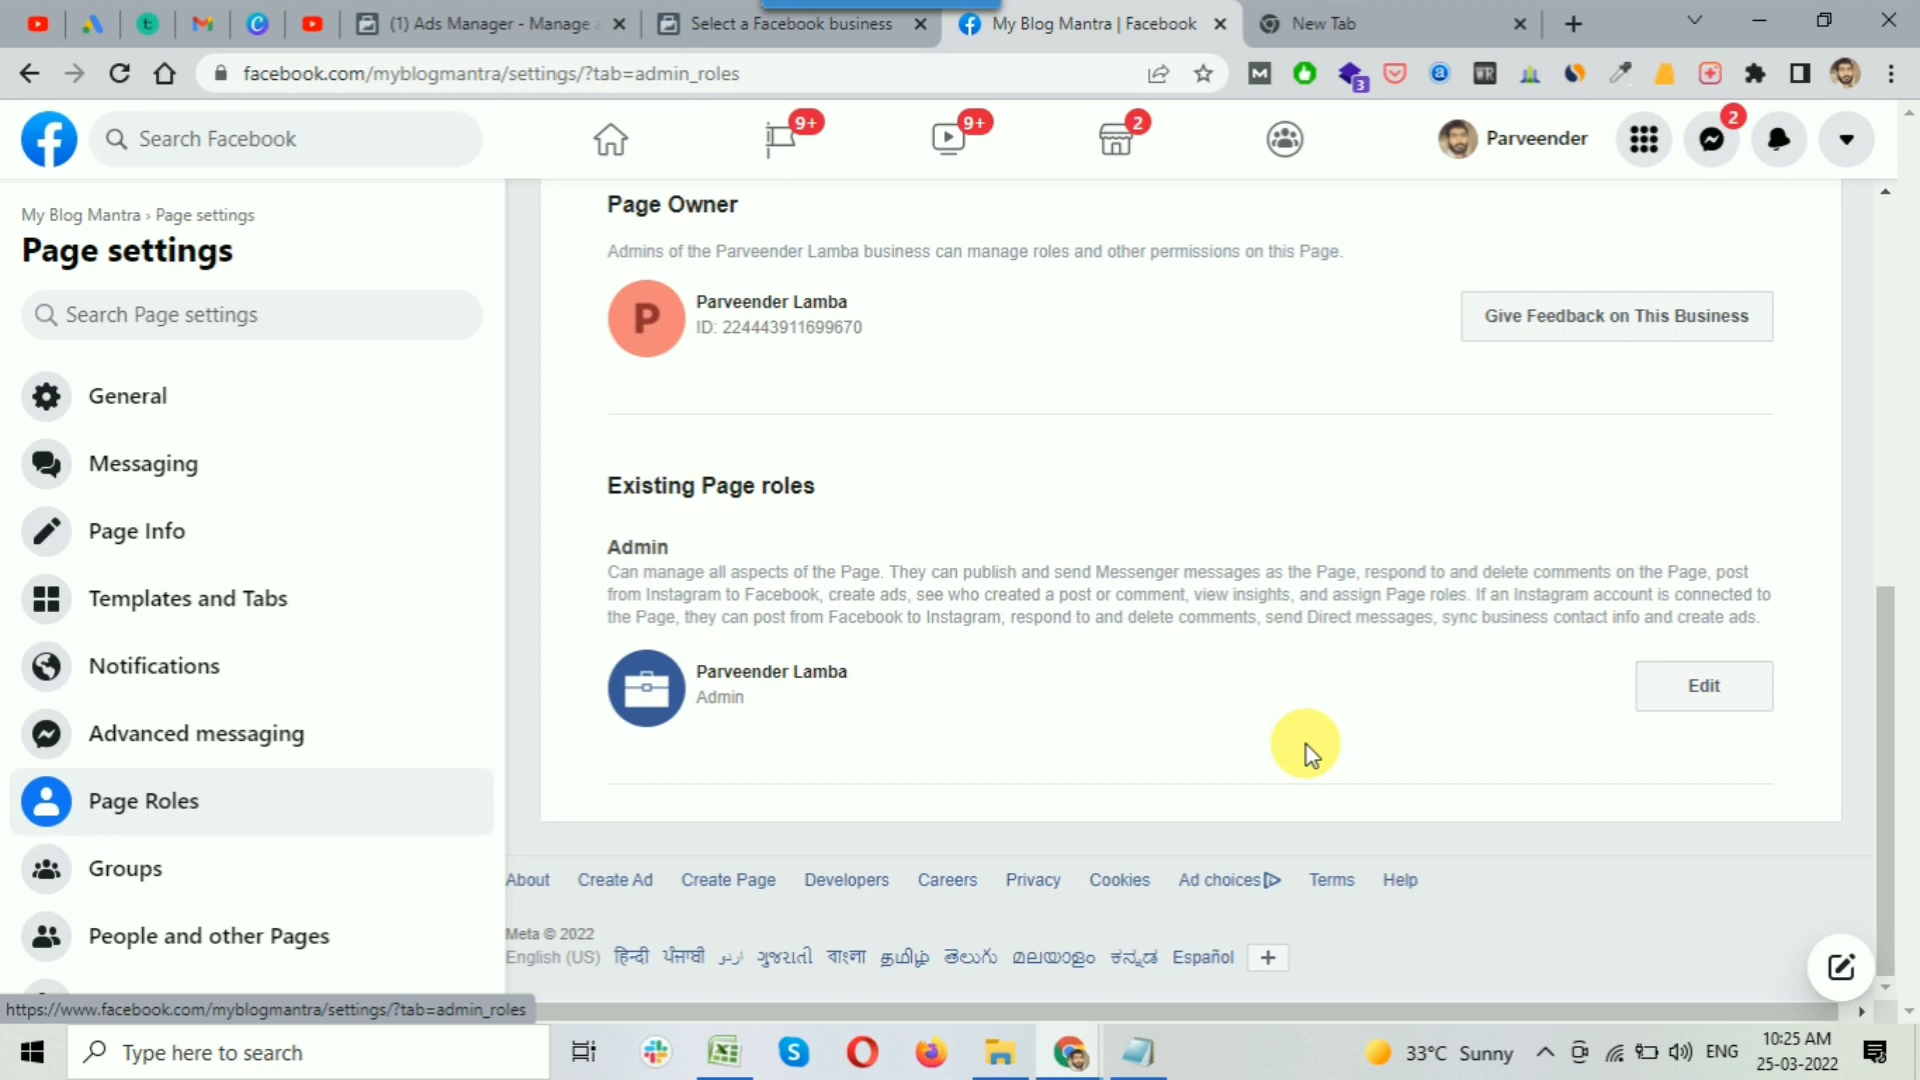 (1) Ads Manager - Manage a
Select a Facebook business
My Blog Mantra | Facebook
New Tab
facebook.com/myblogmantra/settings/?tab=admin_roles
3
Search Facebook
9+
9+
2
Parveender
2
My Blog Mantra › Page settings
Page settings
Search Page settings
General
Messaging
Page Info
Templates and Tabs
Notifications
Advanced messaging
Page Roles
Groups
People and other Pages
Page Owner
Admins of the Parveender Lamba business can manage roles and other permissions on this Page.
P
Parveender Lamba
ID: 224443911699670
Give Feedback on This Business
Existing Page roles
Admin
Can manage all aspects of the Page. They can publish and send Messenger messages as the Page, respond to and delete comments on the Page, post
from Instagram to Facebook, create ads, see who created a post or comment, view insights, and assign Page roles. If an Instagram account is connected to
the Page, they can post from Facebook to Instagram, respond to and delete comments, send Direct messages, sync business contact info and create ads.
Parveender Lamba
Admin
Edit
About Create Ad Create Page Developers Careers Privacy Cookies Ad choices Terms Help
Meta © 2022
English (US) हिन्दी ਪੰਜਾਬੀ اردو ગુજરાતી বাংলা தமிழ் తెలుగు മലയാളം ಕನ್ನಡ Español +
https://www.facebook.com/myblogmantra/settings/?tab=admin_roles
Type here to search
33°C Sunny
ENG
10:25 AM
25-03-2022